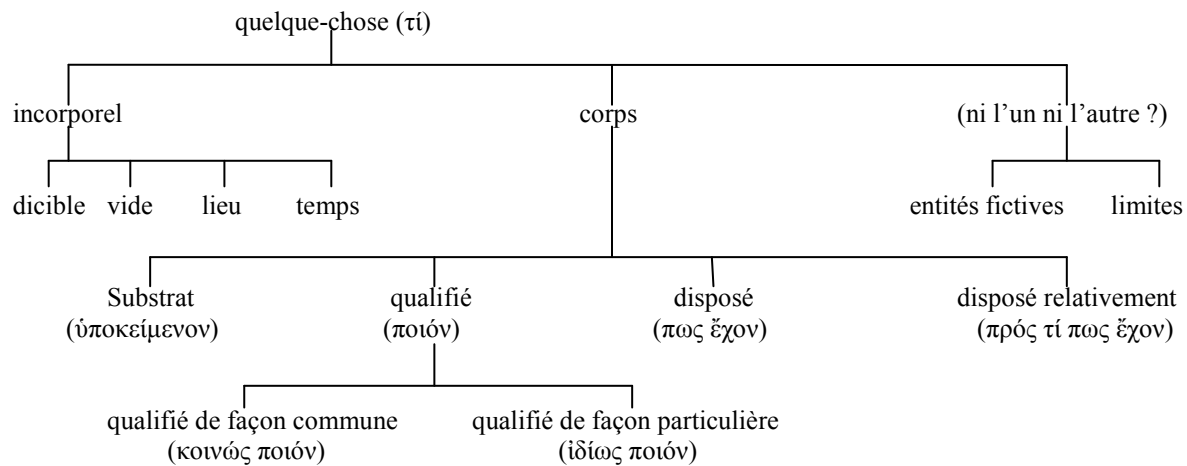 quelque-chose (τί)
incorporel
corps
(ni l’un ni l’autre ?)
dicible
vide
lieu
temps
entités fictives
limites
Substrat
(ὑποκείμενον)
qualifié
(ποιόν)
disposé
(πως ἔχον)
disposé relativement
(πρός τί πως ἔχον)
qualifié de façon commune
(κοινώς ποιόν)
qualifié de façon particulière
(ἰδίως ποιόν)